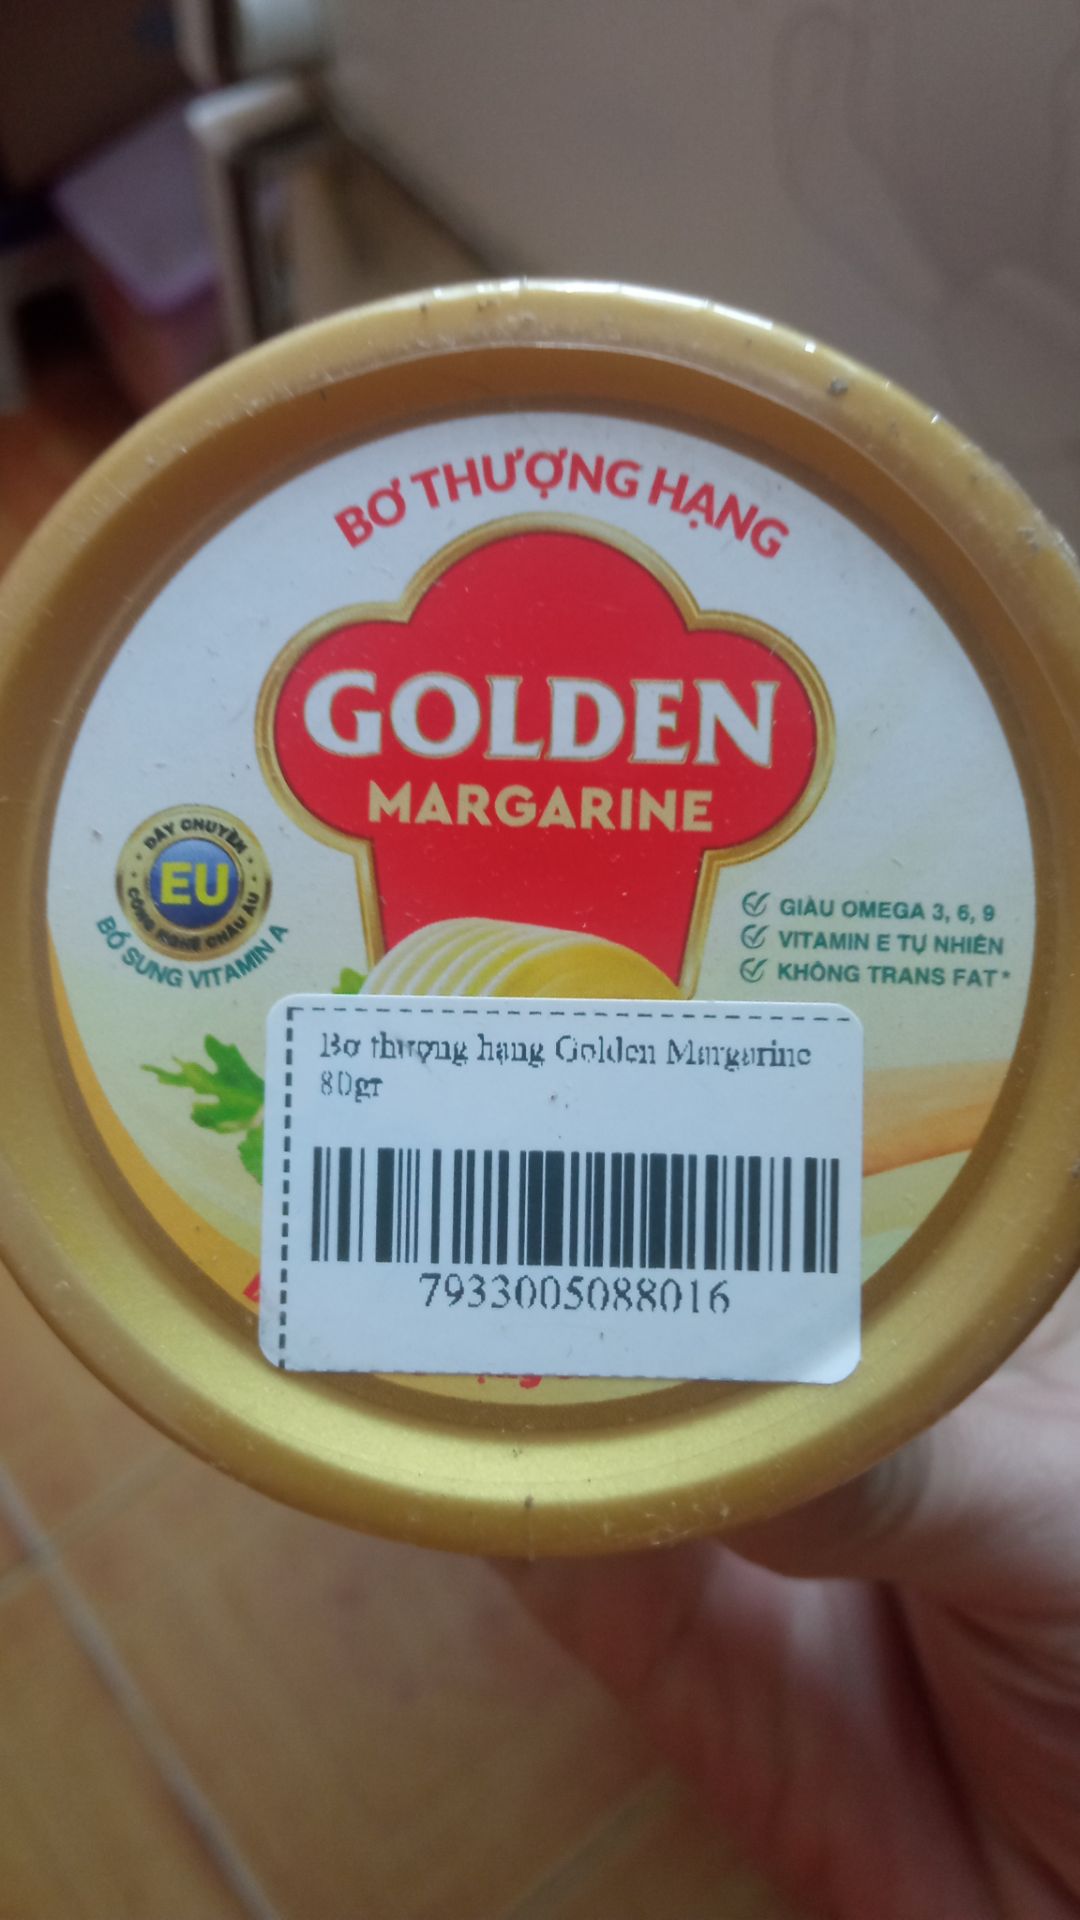 BƠ THƯỢNG HẠNG
GOLDEN
MARGARINE
DÂY CHUYỀN
EU
CÔNG NGHỆ CHÂU ÂU
BỔ SUNG VITAMIN A
GIÀU OMEGA 3, 6, 9
VITAMIN E TỰ NHIÊN
KHÔNG TRANS FAT*
Bơ thượng hạng Golden Margarine
80gr
7933005088016